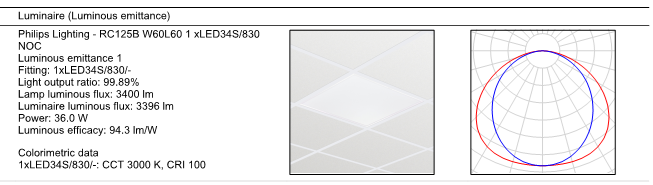 Luminaire (Luminous emittance)
Philips Lighting - RC125B W60L60 1 xLED34S/830
NOC
Luminous emittance 1
Fitting: 1xLED34S/830/-
Light output ratio: 99.89%
Lamp luminous flux: 3400 lm
Luminaire luminous flux: 3396 lm
Power: 36.0 W
Luminous efficacy: 94.3 lm/W
Colorimetric data
1xLED34S/830/-: CCT 3000 K, CRI 100